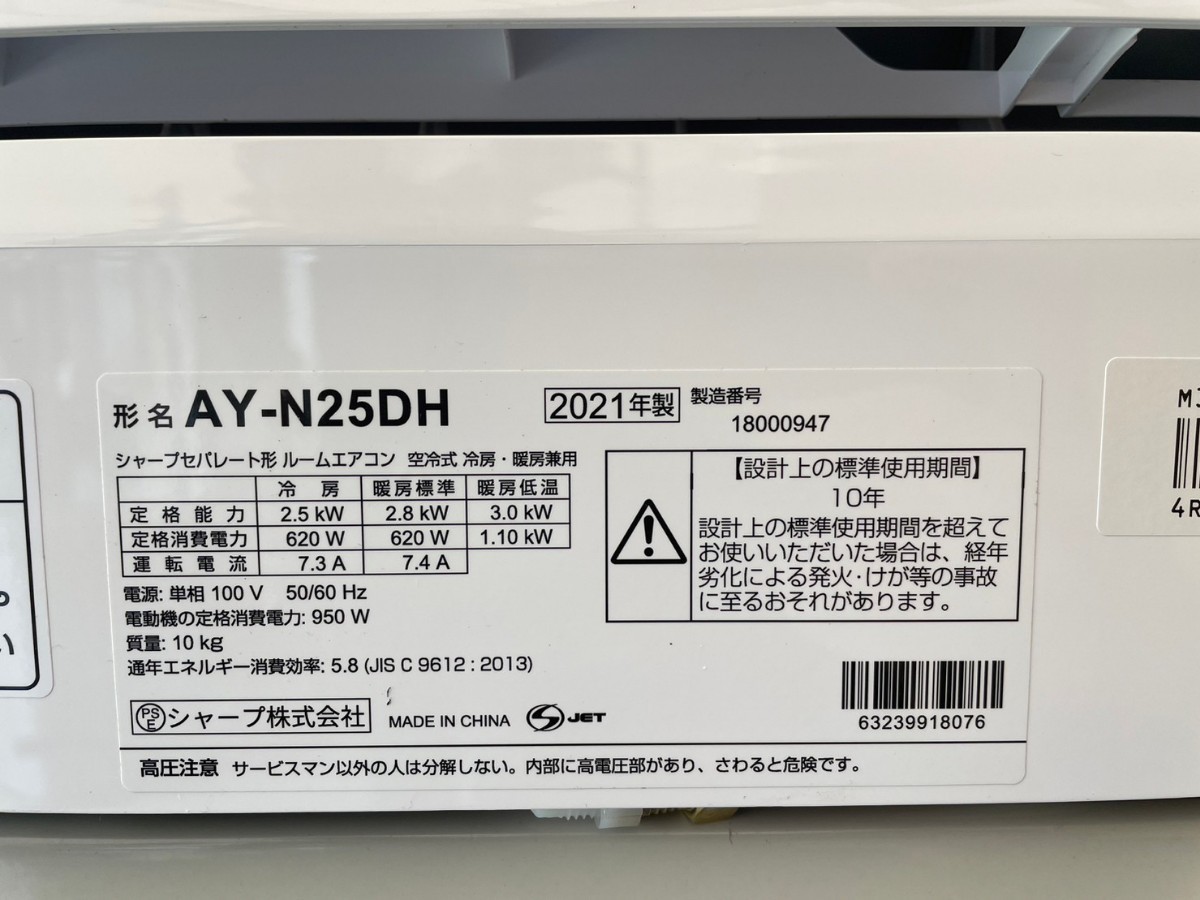 形名 AY-N25DH 2021年製 製造番号
18000947
シャープセパレート形 ルームエアコン 空冷式 冷房・暖房兼用
冷房 暖房標準 暖房低温
定格能力 2.5 kW 2.8 kW 3.0 kW
定格消費電力 620 W 620 W 1.10 kW
運転電流 7.3 A 7.4 A
電源: 単相 100 V 50/60 Hz
電動機の定格消費電力: 950 W
質量: 10 kg
通年エネルギー消費効率: 5.8 (JIS C 9612 : 2013)
PSE シャープ株式会社 MADE IN CHINA JET
【設計上の標準使用期間】
10年
設計上の標準使用期間を超えて
お使いいただいた場合は、経年
劣化による発火・けが等の事故
に至るおそれがあります。
63239918076
高圧注意 サービスマン以外の人は分解しない。内部に高電圧部があり、さわると危険です。
4R